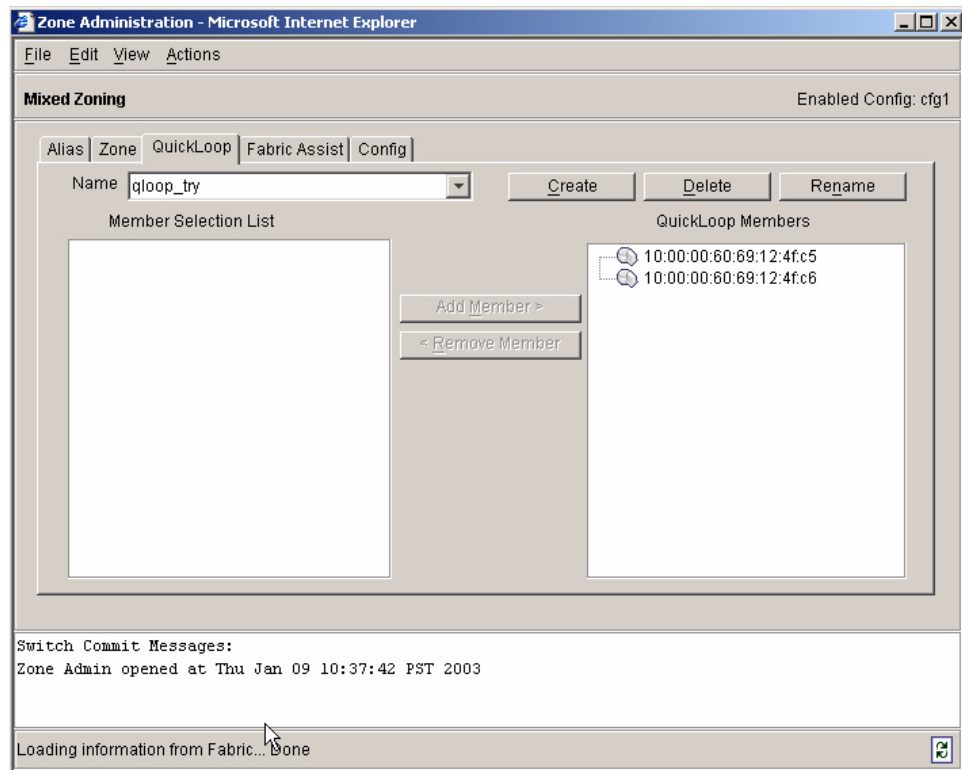 Zone Administration - Microsoft Internet Explorer
File Edit View Actions
Mixed Zoning Enabled Config: cfg1
Alias Zone QuickLoop Fabric Assist Config
Name qloop_try Create Delete Rename
Member Selection List QuickLoop Members
10:00:00:60:69:12:4f:c5
10:00:00:60:69:12:4f:c6
Add Member >
< Remove Member
Switch Commit Messages:
Zone Admin opened at Thu Jan 09 10:37:42 PST 2003
Loading information from Fabric... Done